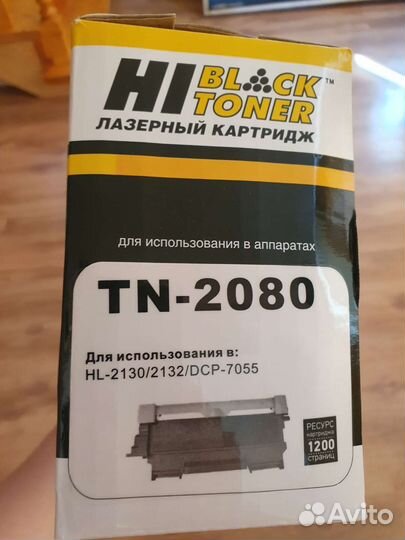 HI BLACK TONER™
ЛАЗЕРНЫЙ КАРТРИДЖ
для использования в аппаратах
TN-2080
Для использования в:
HL-2130/2132/DCP-7055
РЕСУРС
картриджа
1200
страниц
Avito